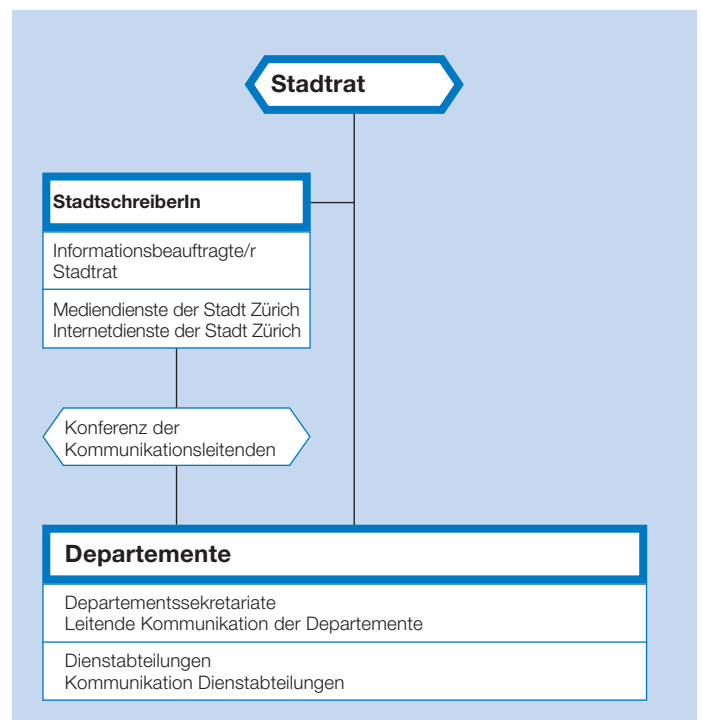 Stadtrat
StadtschreiberIn
Informationsbeauftragte/r
Stadtrat
Mediendienste der Stadt Zürich
Internetdienste der Stadt Zürich
Konferenz der
Kommunikationsleitenden
Departemente
Departementssekretariate
Leitende Kommunikation der Departemente
Dienstabteilungen
Kommunikation Dienstabteilungen